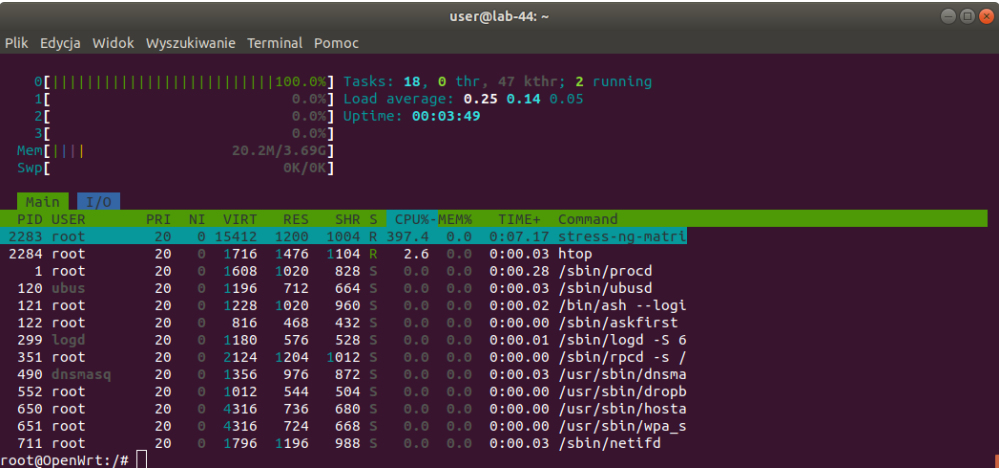 user@lab-44: ~
Plik Edycja Widok Wyszukiwanie Terminal Pomoc
0[||||||||||||||||||||||||||100.0%] Tasks: 18, 0 thr, 47 kthr; 2 running
1[ 0.0%] Load average: 0.25 0.14 0.05
2[ 0.0%] Uptime: 00:03:49
3[ 0.0%]
Mem[|||| 20.2M/3.69G]
Swp[ 0K/0K]
Main I/O
PID USER PRI NI VIRT RES SHR S CPU%-MEM% TIME+ Command
2283 root 20 0 15412 1200 1004 R 397.4 0.0 0:07.17 stress-ng-matri
2284 root 20 0 1716 1476 1104 R 2.6 0.0 0:00.03 htop
1 root 20 0 1608 1020 828 S 0.0 0.0 0:00.28 /sbin/procd
120 ubus 20 0 1196 712 664 S 0.0 0.0 0:00.03 /sbin/ubusd
121 root 20 0 1228 1020 960 S 0.0 0.0 0:00.02 /bin/ash --logi
122 root 20 0 816 468 432 S 0.0 0.0 0:00.00 /sbin/askfirst
299 logd 20 0 1180 576 528 S 0.0 0.0 0:00.01 /sbin/logd -S 6
351 root 20 0 2124 1204 1012 S 0.0 0.0 0:00.00 /sbin/rpcd -s /
490 dnsmasq 20 0 1356 976 872 S 0.0 0.0 0:00.03 /usr/sbin/dnsma
552 root 20 0 1012 544 504 S 0.0 0.0 0:00.00 /usr/sbin/dropb
650 root 20 0 4316 736 680 S 0.0 0.0 0:00.00 /usr/sbin/hosta
651 root 20 0 4316 724 668 S 0.0 0.0 0:00.00 /usr/sbin/wpa_s
711 root 20 0 1796 1196 988 S 0.0 0.0 0:00.03 /sbin/netifd
root@OpenWrt:/#